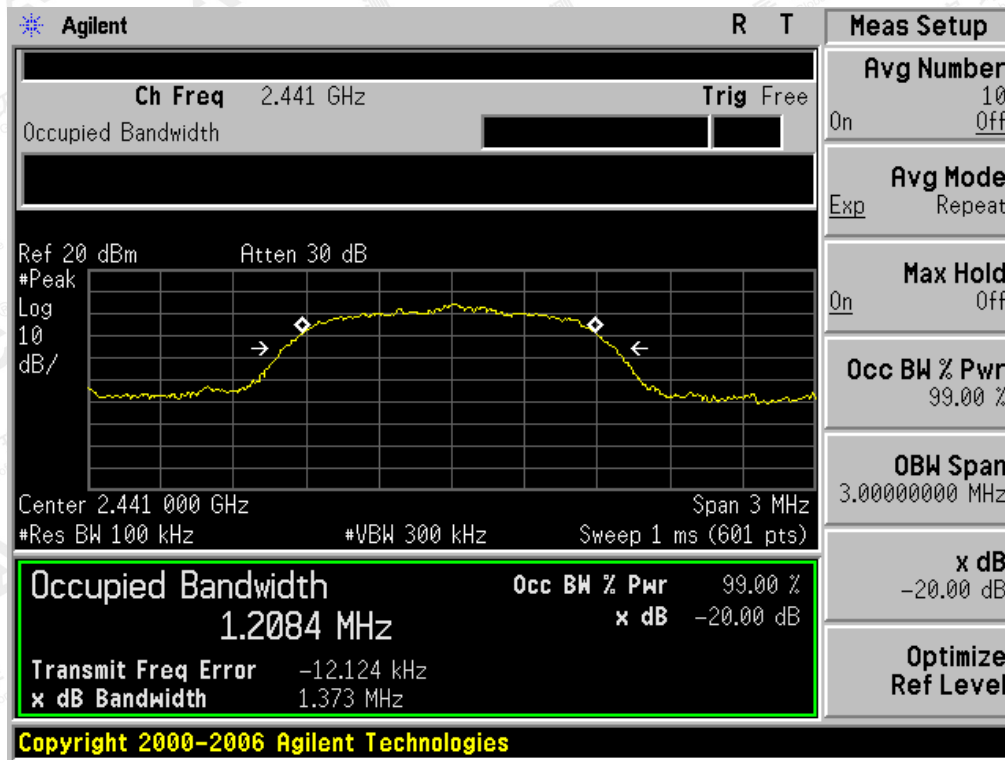 Agilent R T
Ch Freq 2.441 GHz Trig Free
Occupied Bandwidth
Ref 20 dBm Atten 30 dB
#Peak
Log
10
dB/
Center 2.441 000 GHz Span 3 MHz
#Res BW 100 kHz #VBW 300 kHz Sweep 1 ms (601 pts)
Occupied Bandwidth Occ BW % Pwr 99.00 %
1.2084 MHz x dB -20.00 dB
Transmit Freq Error -12.124 kHz
x dB Bandwidth 1.373 MHz
Copyright 2000-2006 Agilent Technologies
Meas Setup
Avg Number
10
On Off
Avg Mode
Exp Repeat
Max Hold
On Off
Occ BW % Pwr
99.00 %
OBW Span
3.00000000 MHz
x dB
-20.00 dB
Optimize
Ref Level